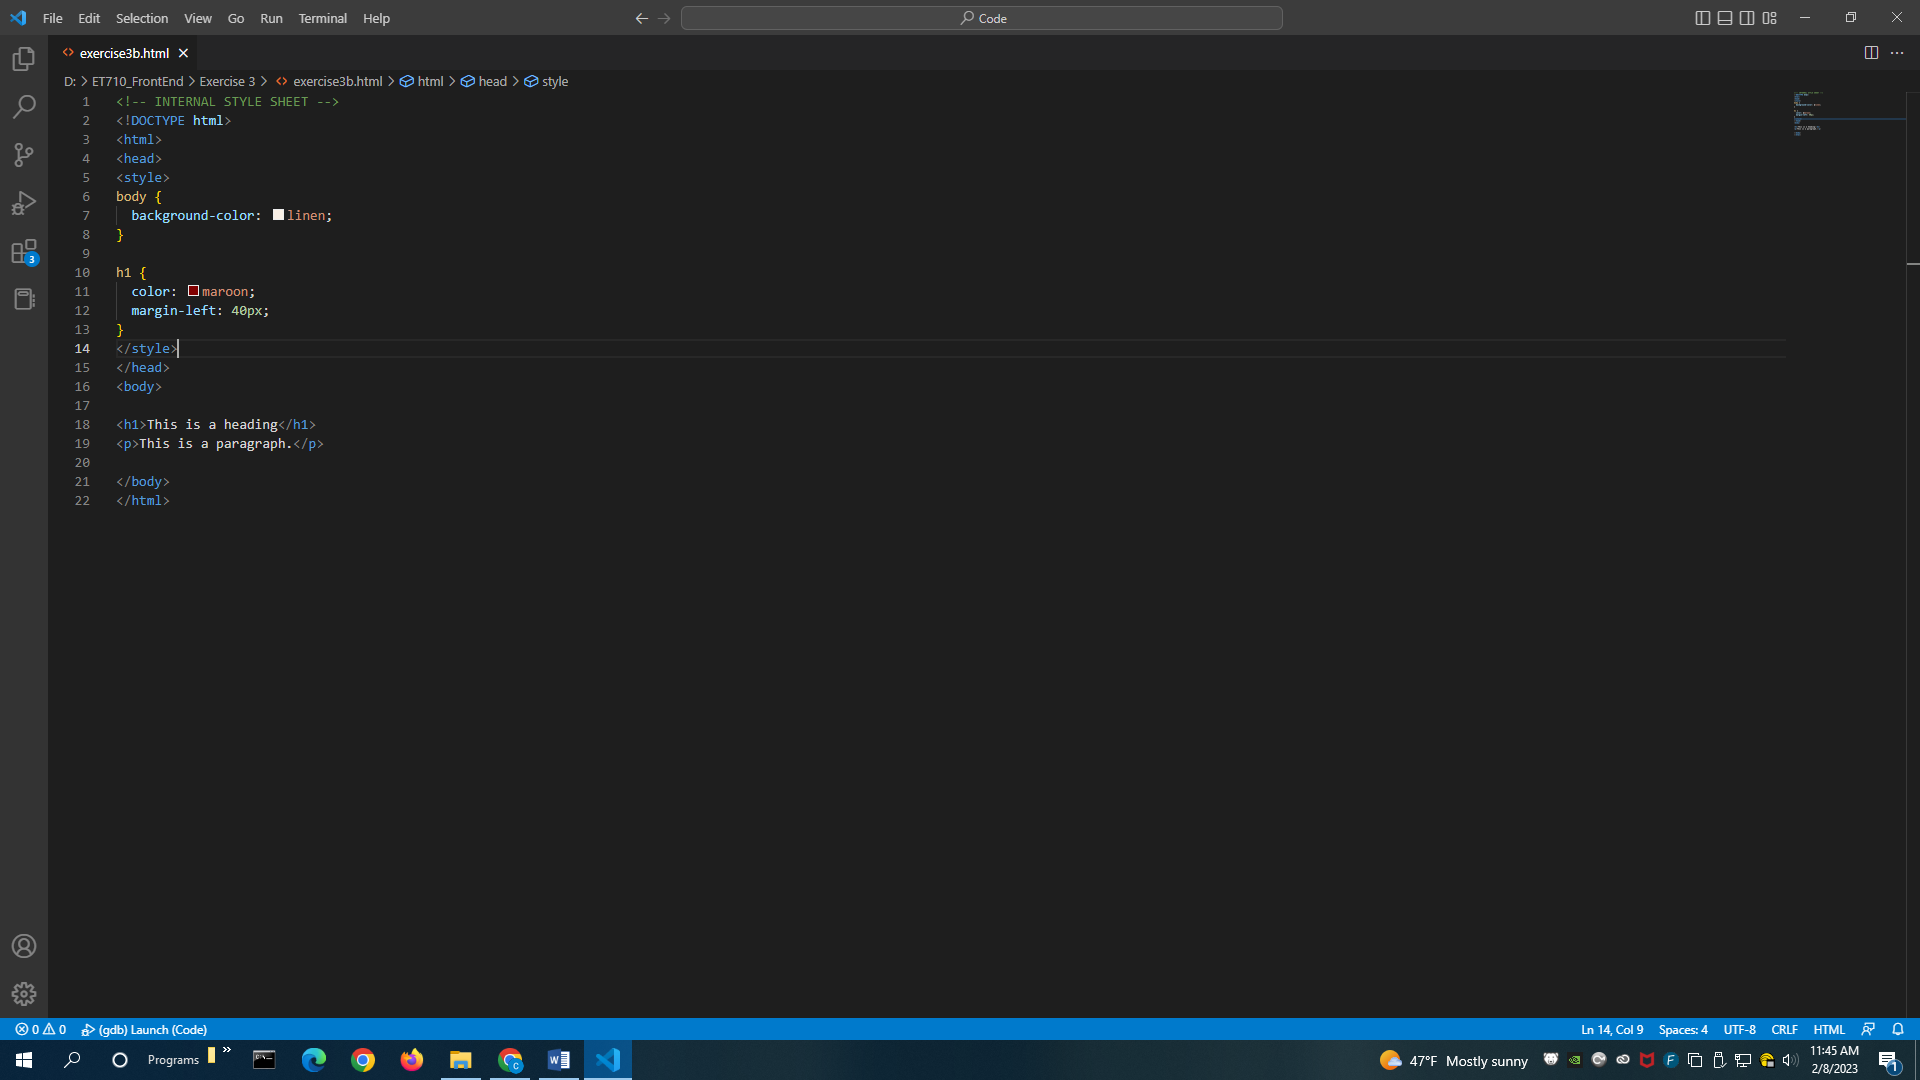 File Edit Selection View Go Run Terminal Help
Code
exercise3b.html
D: > ET710_FrontEnd > Exercise 3 > exercise3b.html > html > head > style
1 <!-- INTERNAL STYLE SHEET -->
2 <!DOCTYPE html>
3 <html>
4 <head>
5 <style>
6 body {
7 background-color: linen;
8 }
9
10 h1 {
11 color: maroon;
12 margin-left: 40px;
13 }
14 </style>
15 </head>
16 <body>
17
18 <h1>This is a heading</h1>
19 <p>This is a paragraph.</p>
20
21 </body>
22 </html>
3
0 0 (gdb) Launch (Code) Ln 14, Col 9 Spaces: 4 UTF-8 CRLF HTML
Programs » 47°F Mostly sunny 11:45 AM
2/8/2023 1